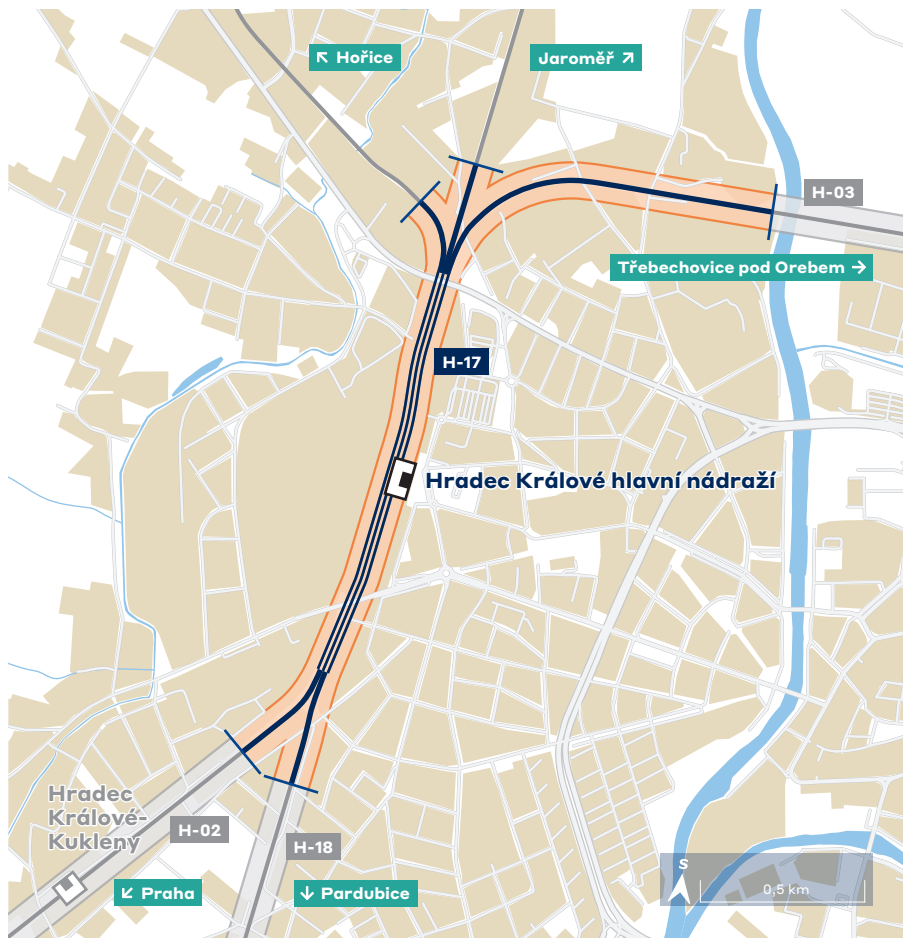 ↖ Hořice
Jaroměř ↗
H-03
Třebechovice pod Orebem →
H-17
Hradec Králové hlavní nádraží
Hradec
Králové-
Kukleny
H-02
H-18
↙ Praha
↓ Pardubice
S
0,5 km